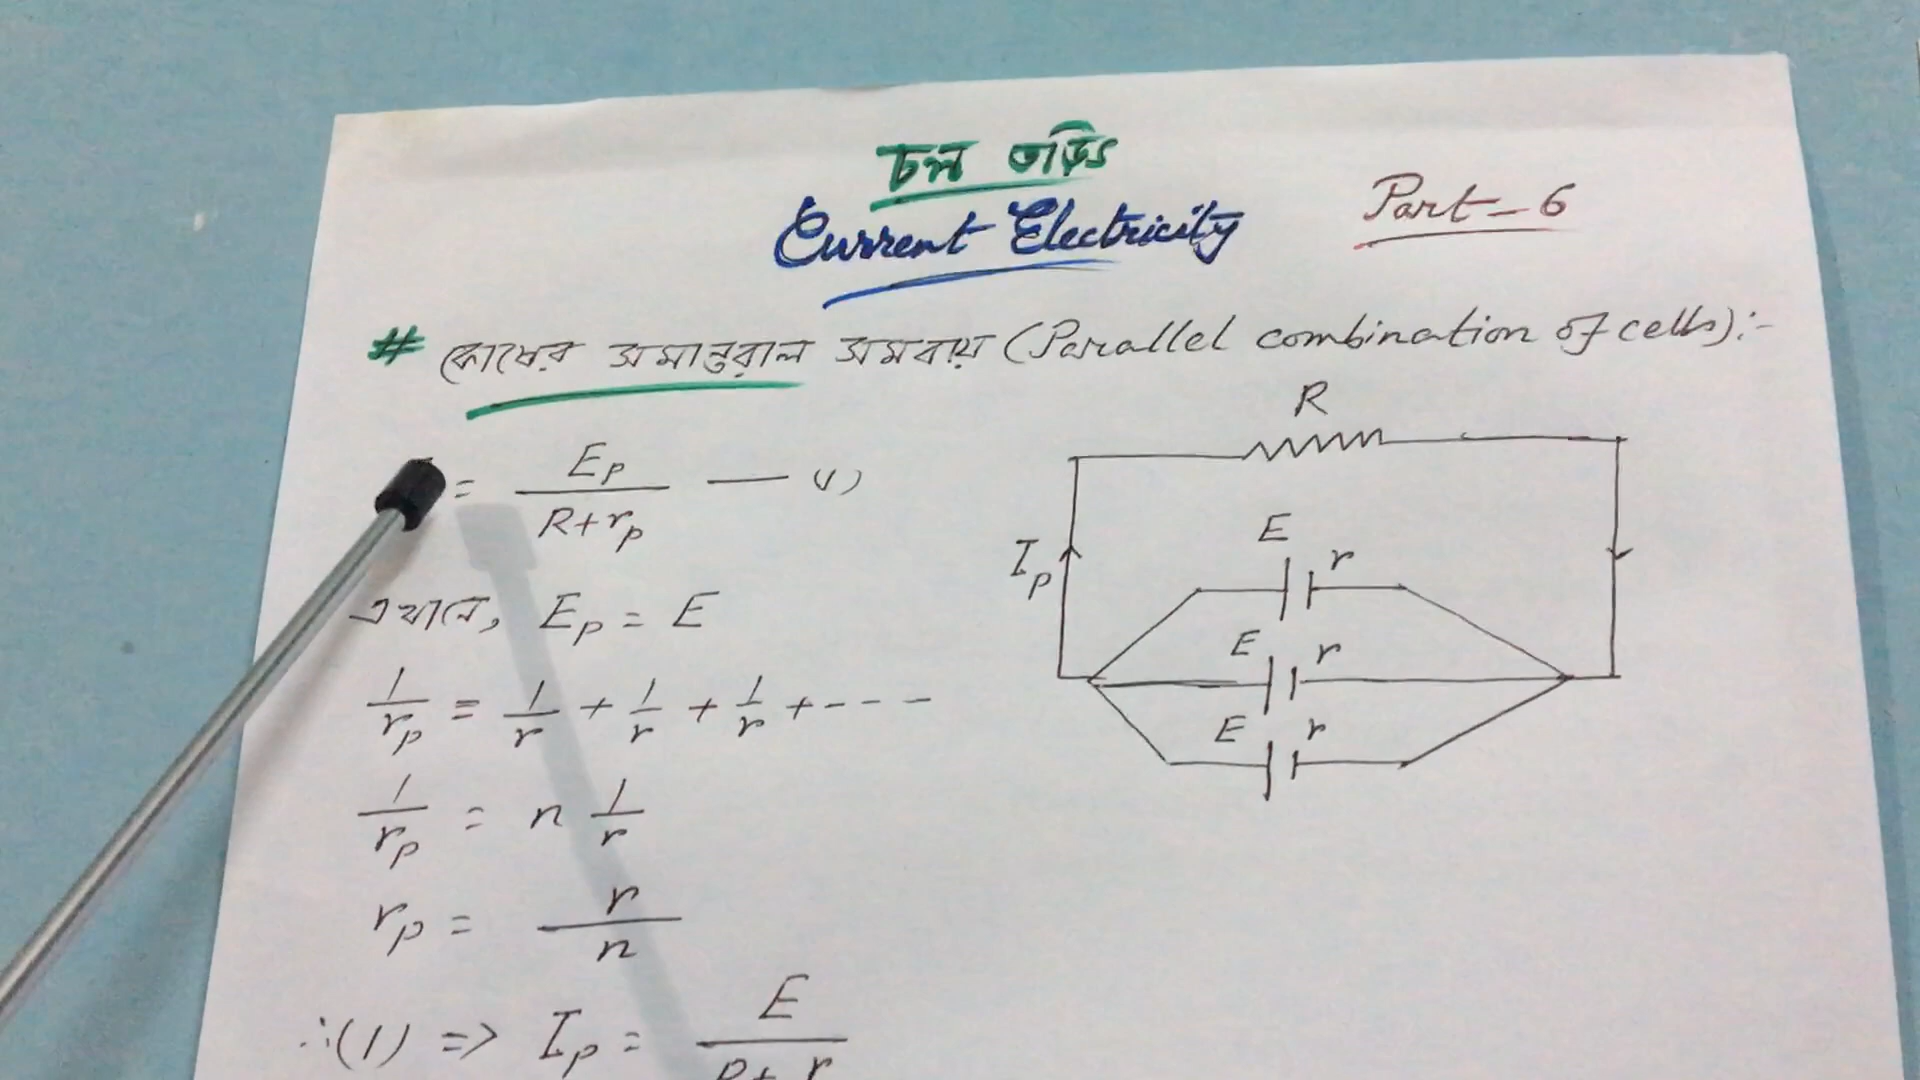 চল তড়িৎ
Current Electricity
Part-6
# কোষের সমান্তরাল সমবায় (Parallel combination of cells):-
= Ep / (R+rp) — (1)
এখানে, Ep = E
1/rp = 1/r + 1/r + 1/r + ----
1/rp = n 1/r
rp = r/n
∴(1) => Ip = E / (R+ r
R
Ip
E r
E r
E r